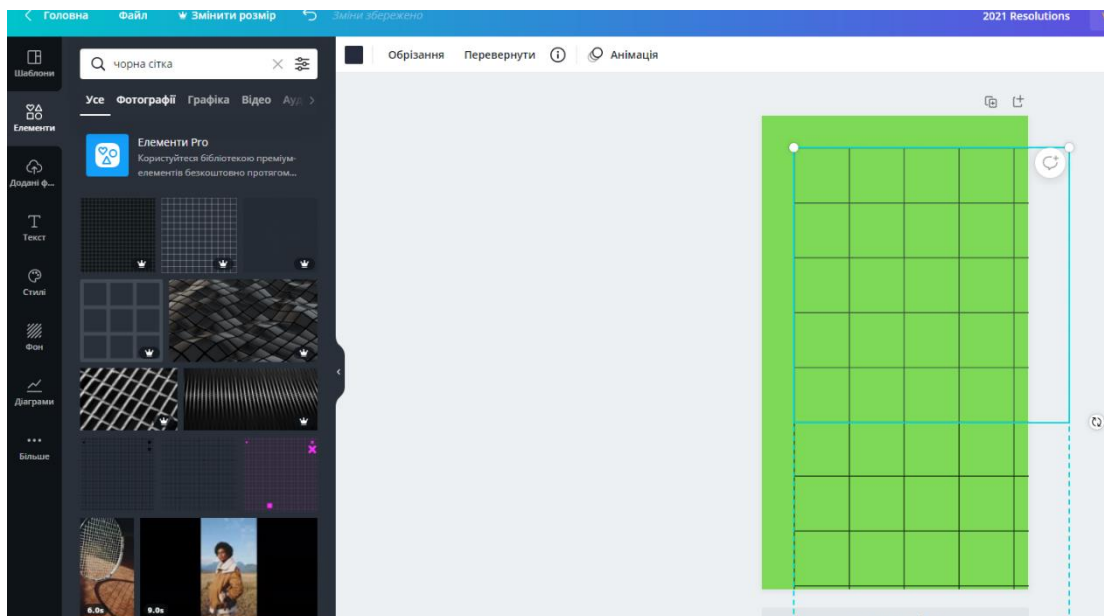 Головна Файл Змінити розмір Зміни збережено 2021 Resolutions
Шаблони
Елементи
Додані ф...
Текст
Стилі
Фон
Діаграми
Більше
чорна сітка
Усе Фотографії Графіка Відео Ауд
Елементи Pro
Користуйтеся бібліотекою преміум-
елементів безкоштовно протягом...
6.0s 9.0s
Обрізання Перевернути Анімація